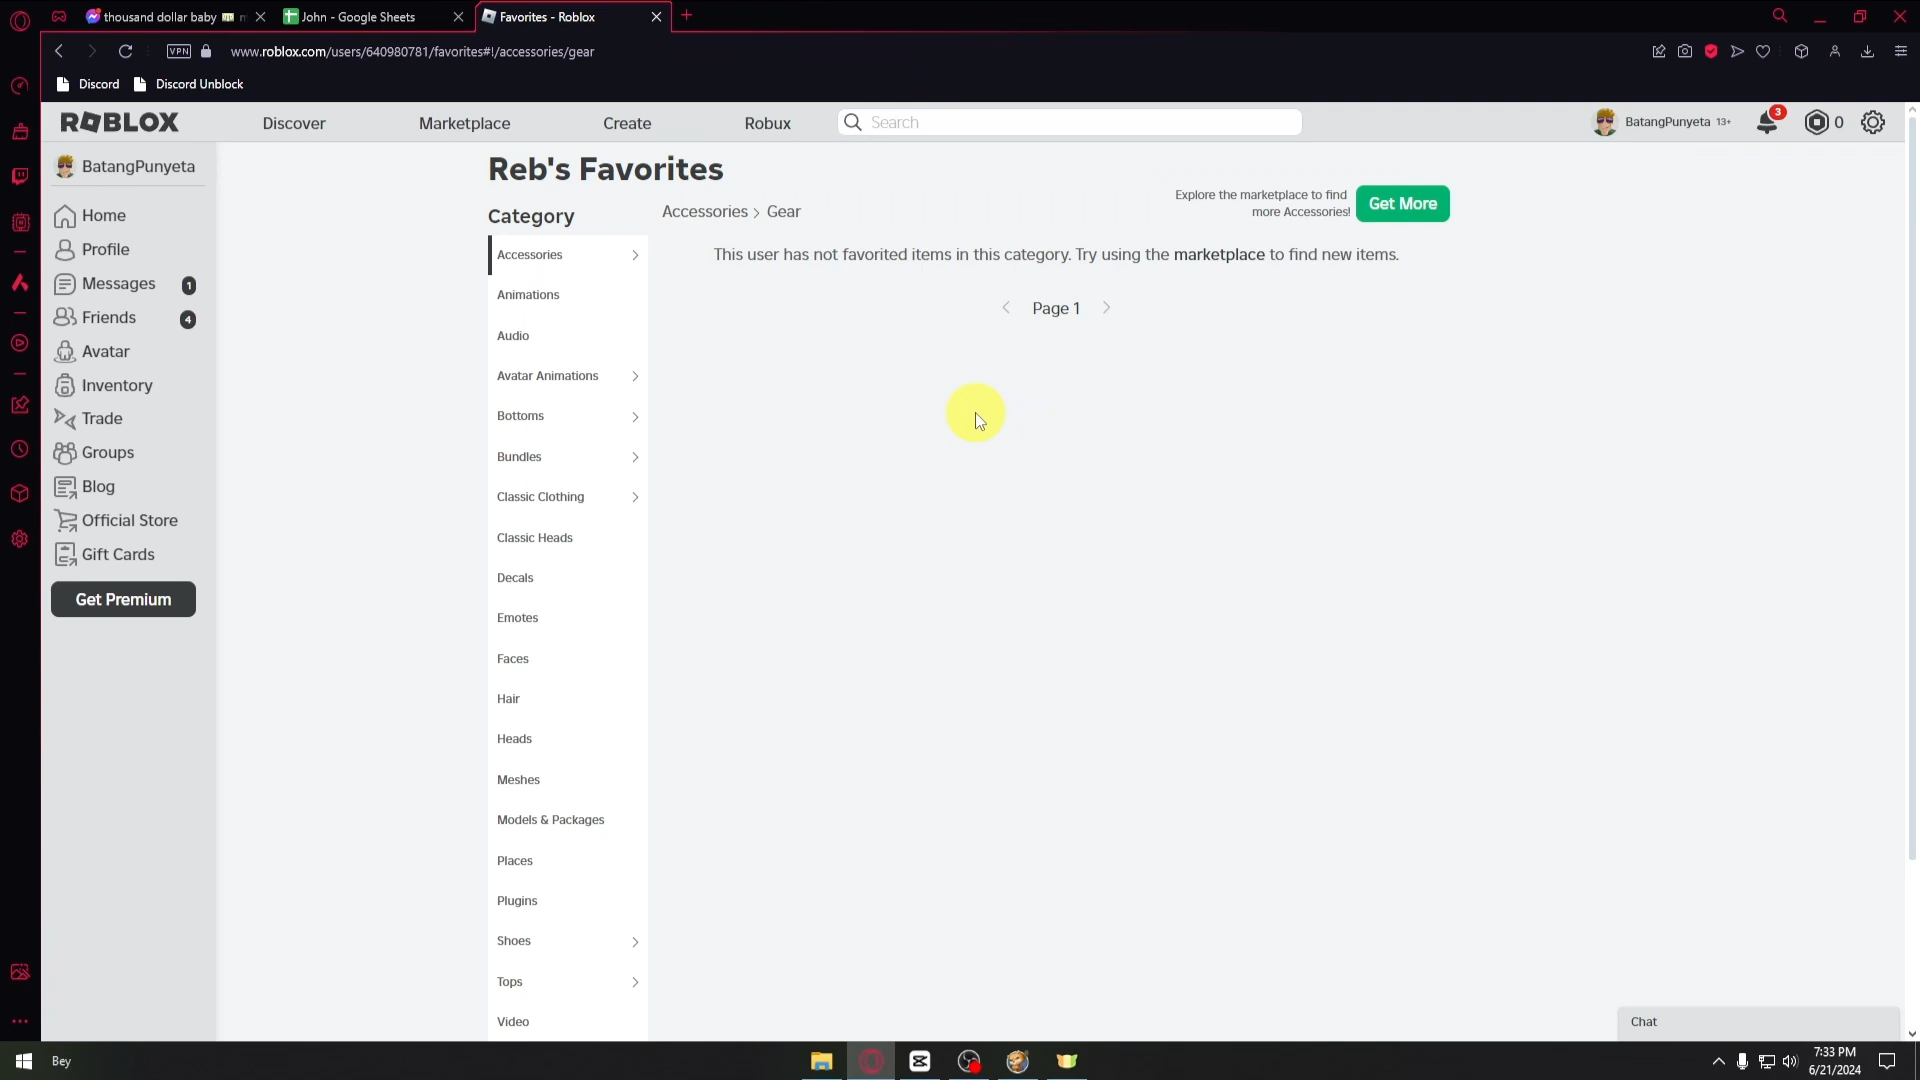 thousand dollar baby
John - Google Sheets
Favorites - Roblox
VPN
www.roblox.com/users/640980781/favorites#!/accessories/gear
Discord
Discord Unblock
ROBLOX
Discover
Marketplace
Create
Robux
Search
BatangPunyeta 13+
3
0
BatangPunyeta
Home
Profile
Messages 1
Friends 4
Avatar
Inventory
Trade
Groups
Blog
Official Store
Gift Cards
Get Premium
Reb's Favorites
Category
Accessories
Animations
Audio
Avatar Animations
Bottoms
Bundles
Classic Clothing
Classic Heads
Decals
Emotes
Faces
Hair
Heads
Meshes
Models & Packages
Places
Plugins
Shoes
Tops
Video
Accessories > Gear
Explore the marketplace to find
more Accessories!
Get More
This user has not favorited items in this category. Try using the marketplace to find new items.
Page 1
Chat
Bey
7:33 PM
6/21/2024